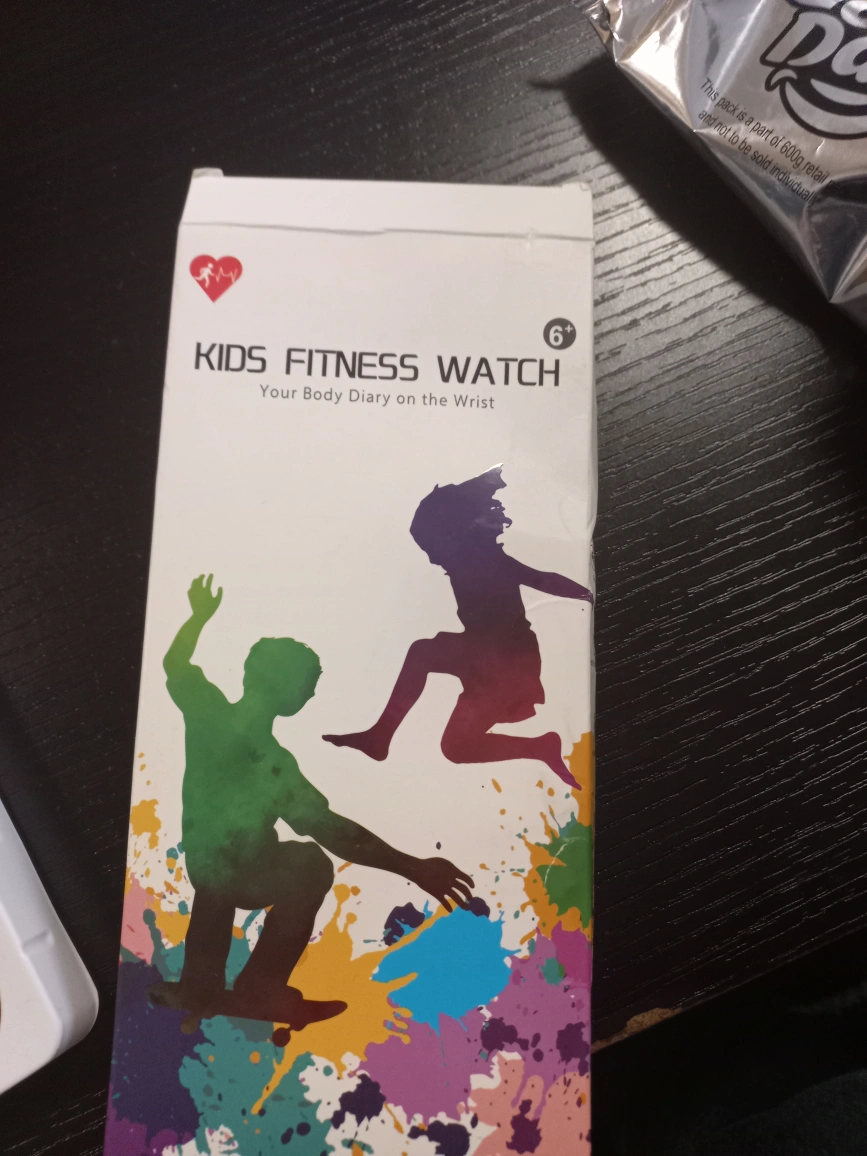 This pack is a part of 600g retail
and not to be sold individually
6+
KIDS FITNESS WATCH
Your Body Diary on the Wrist